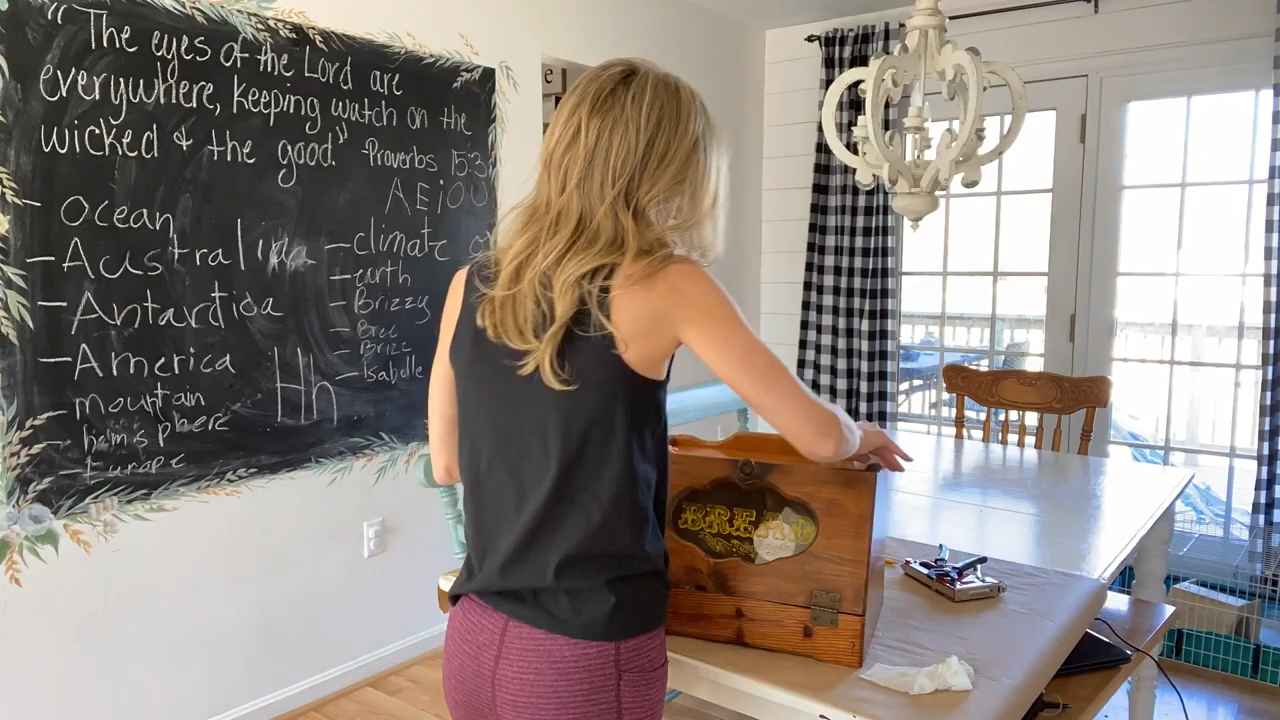 "The eyes of the Lord are
everywhere, keeping watch on the
wicked & the good." -Proverbs 15:3
AEiOU
- Ocean
- Australia
- Antartica
- America
- mountain
- hemisphere
- Europe
Hh
- climate
- earth
- Brizzy
- Bree
- Brizz
- Isabelle
e
BREAD